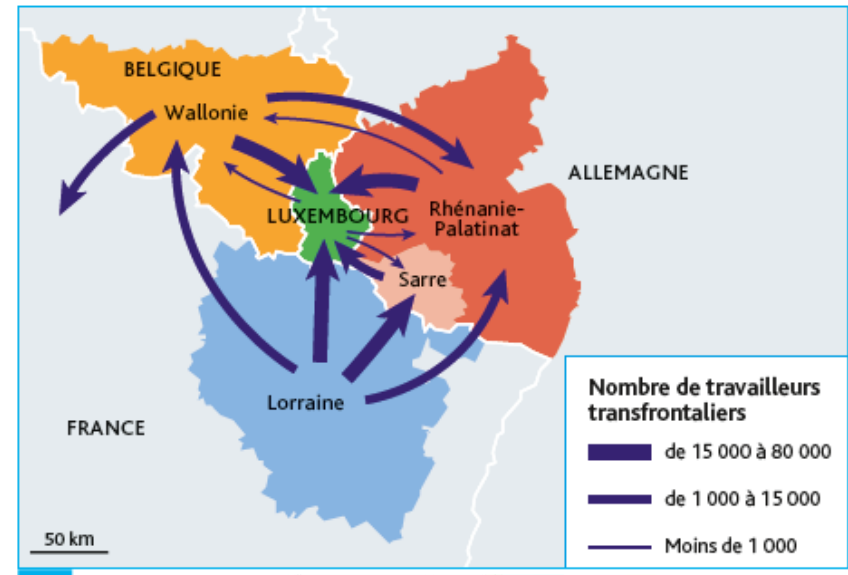 BELGIQUE
Wallonie
ALLEMAGNE
LUXEMBOURG
Rhénanie-
Palatinat
Sarre
Lorraine
FRANCE
50 km
Nombre de travailleurs
transfrontaliers
de 15 000 à 80 000
de 1 000 à 15 000
Moins de 1 000